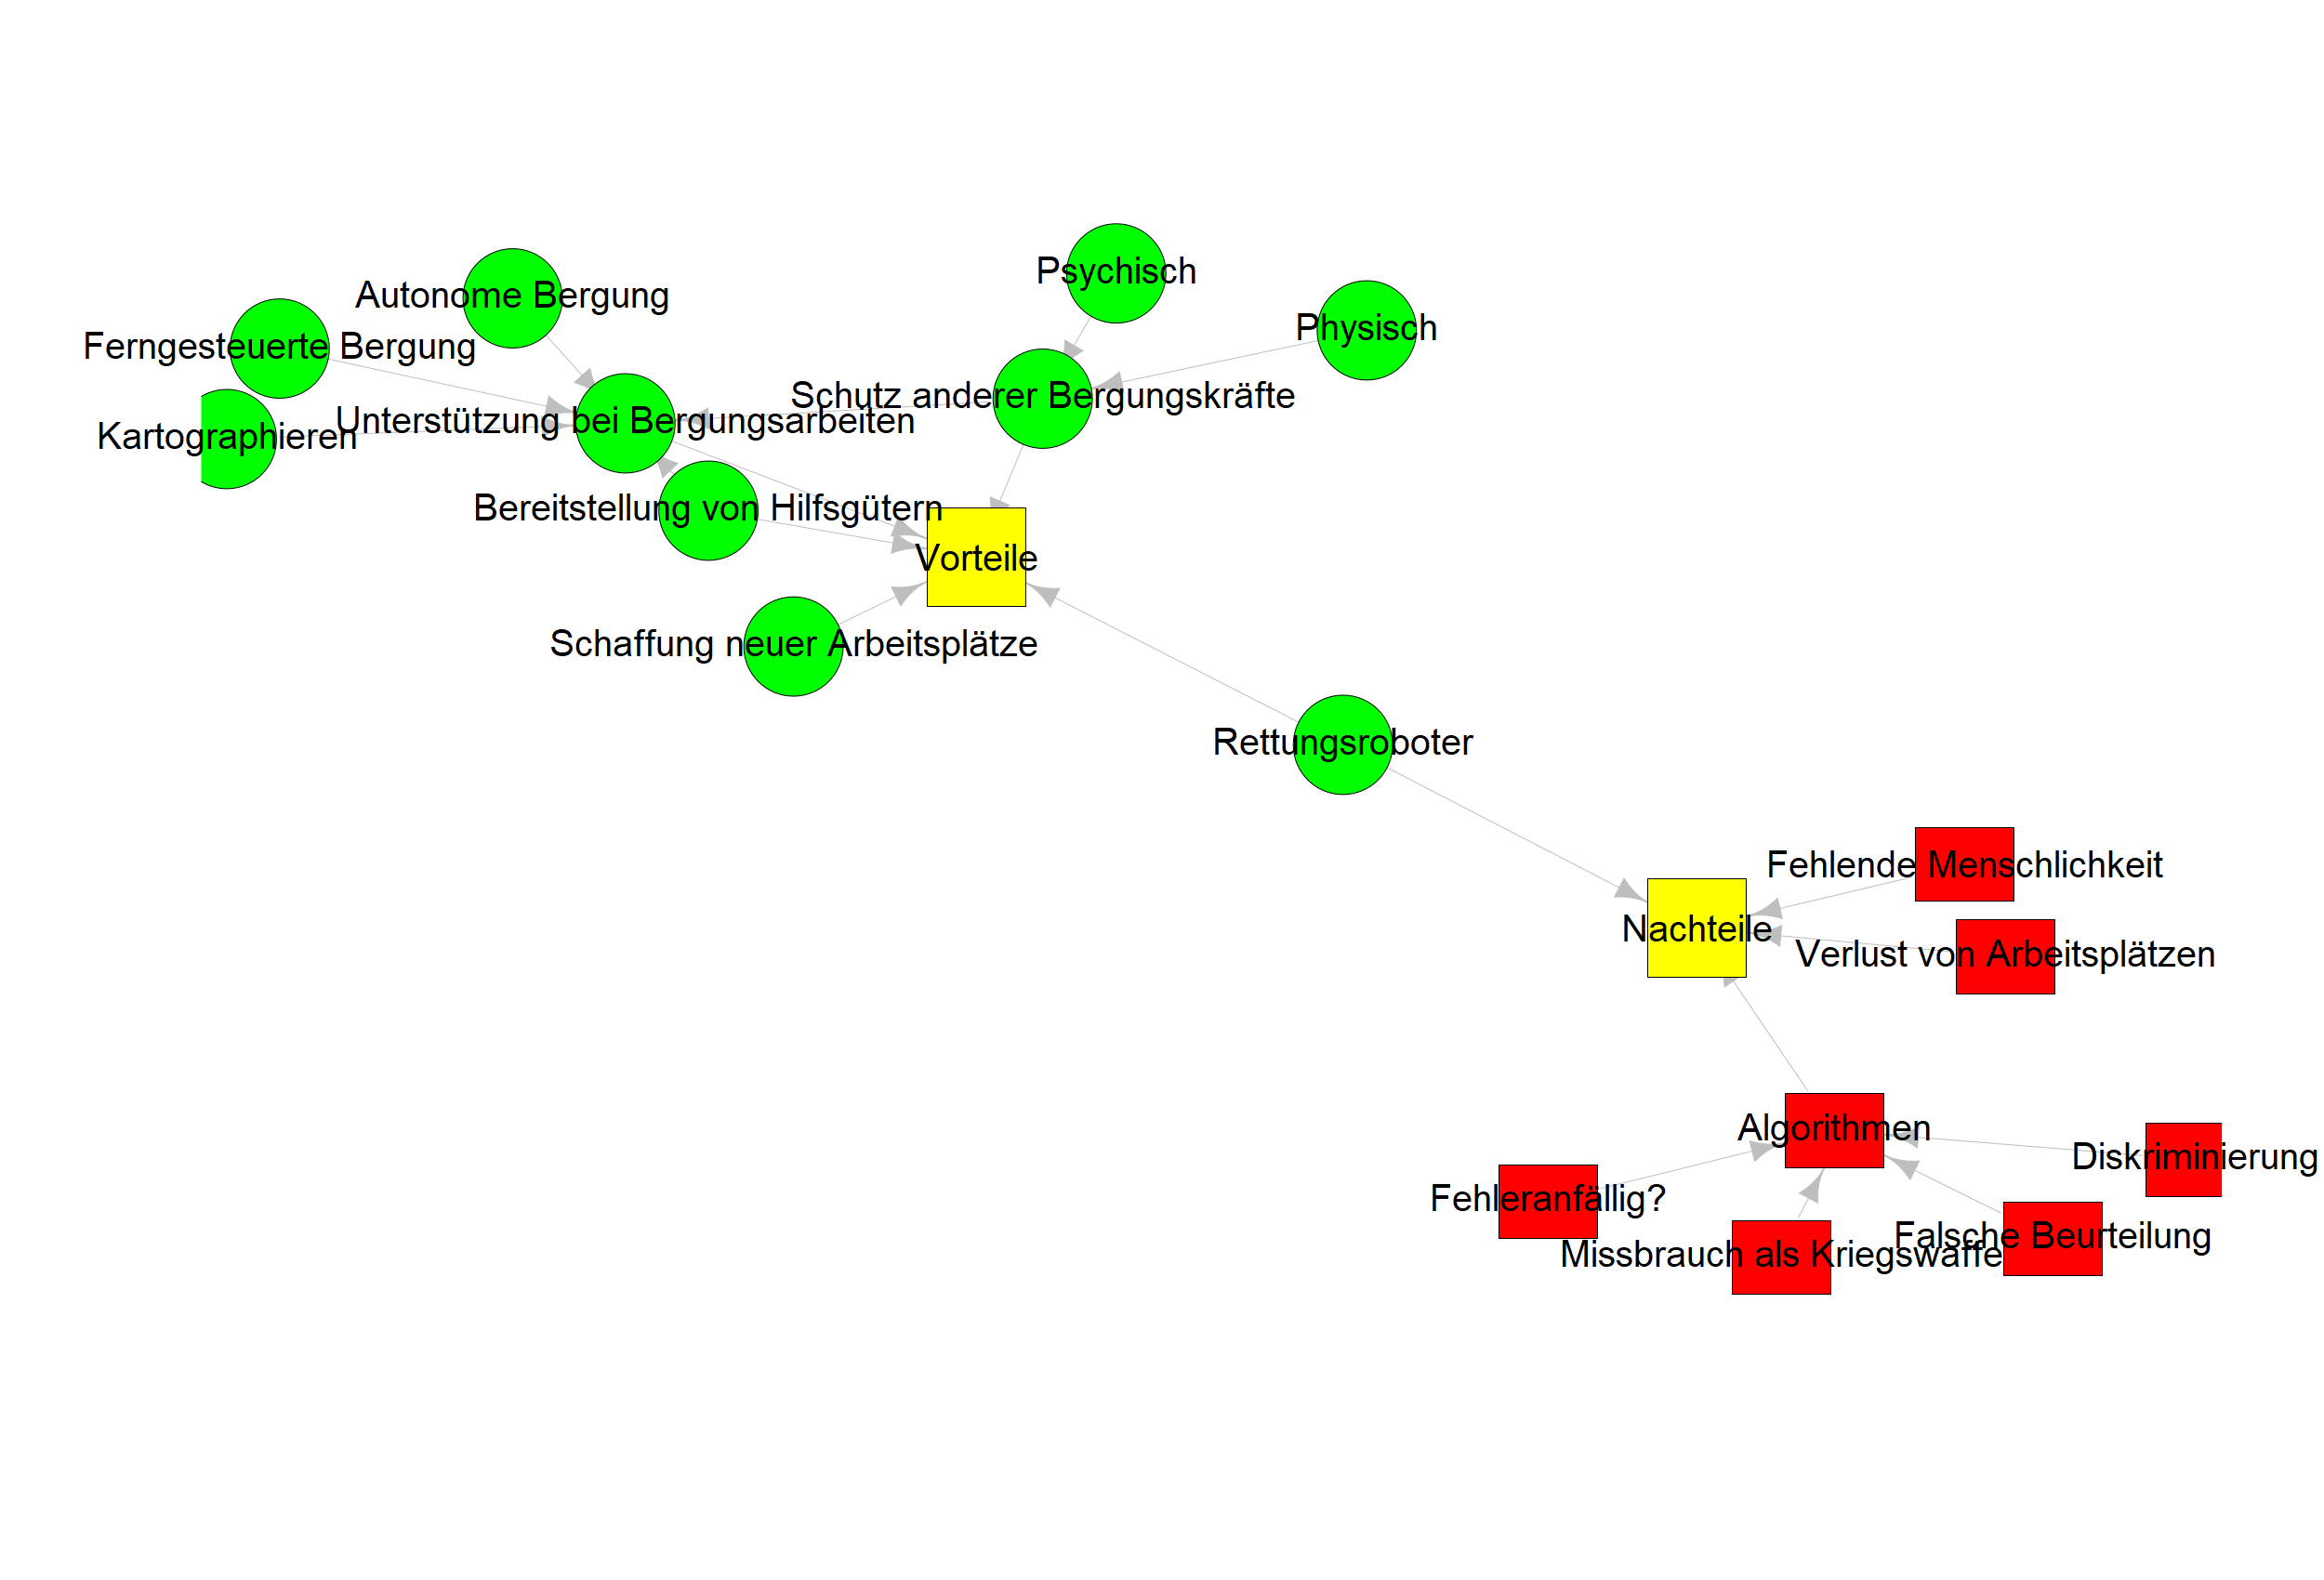 Psychisch
Autonome Bergung
Physisch
Ferngesteuerte Bergung
Schutz anderer Bergungskräfte
Unterstützung bei Bergungsarbeiten
Kartographieren
Bereitstellung von Hilfsgütern
Vorteile
Schaffung neuer Arbeitsplätze
Rettungsroboter
Fehlende Menschlichkeit
Nachteile
Verlust von Arbeitsplätzen
Algorithmen
Diskriminierung
Fehleranfällig?
Falsche Beurteilung
Missbrauch als Kriegswaffe